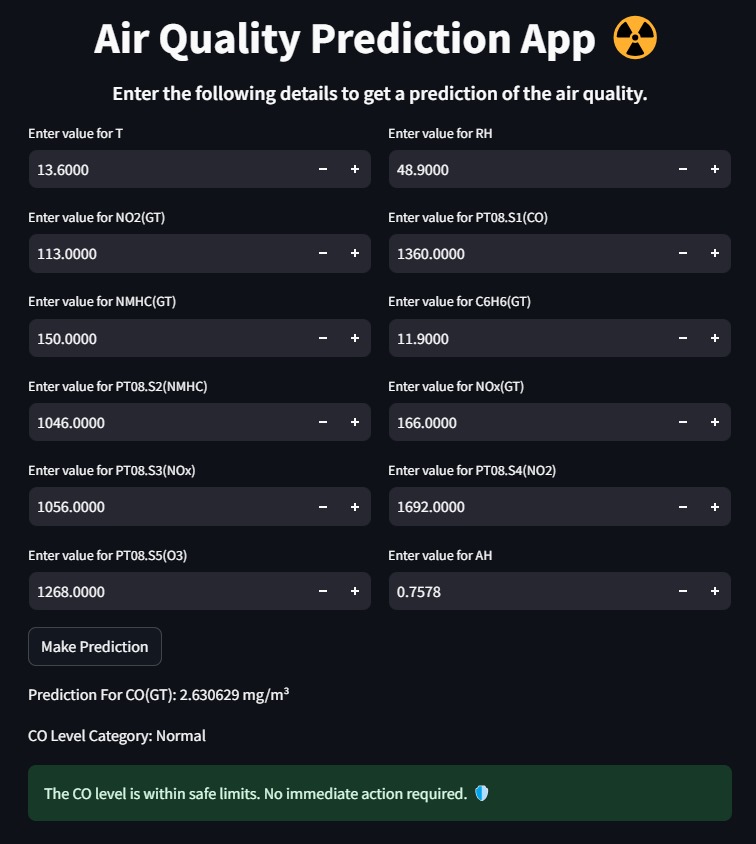 Air Quality Prediction App ☢️
Enter the following details to get a prediction of the air quality.
Enter value for T
13.6000
Enter value for RH
48.9000
Enter value for NO2(GT)
113.0000
Enter value for PT08.S1(CO)
1360.0000
Enter value for NMHC(GT)
150.0000
Enter value for C6H6(GT)
11.9000
Enter value for PT08.S2(NMHC)
1046.0000
Enter value for NOx(GT)
166.0000
Enter value for PT08.S3(NOx)
1056.0000
Enter value for PT08.S4(NO2)
1692.0000
Enter value for PT08.S5(O3)
1268.0000
Enter value for AH
0.7578
Make Prediction
Prediction For CO(GT): 2.630629 mg/m³
CO Level Category: Normal
The CO level is within safe limits. No immediate action required. 🛡️